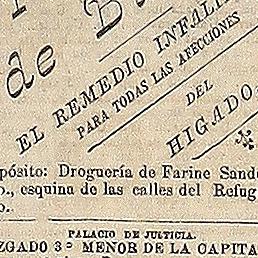 de B
EL REMEDIO INFALI
PARA TODAS LAS AFECCIONES
DEL
HIGADO
pósito: Droguería de Farine Sand
o., esquina de las calles del Refug
o.
PALACIO DE JUSTICIA.
ZGADO 3º MENOR DE LA CAPITA